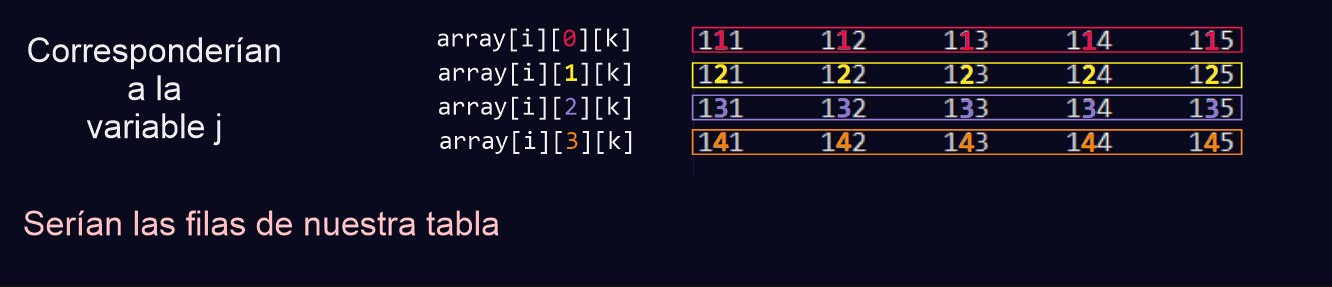 Corresponderían
a la
variable j
array[i][0][k] 111 112 113 114 115
array[i][1][k] 121 122 123 124 125
array[i][2][k] 131 132 133 134 135
array[i][3][k] 141 142 143 144 145
Serían las filas de nuestra tabla